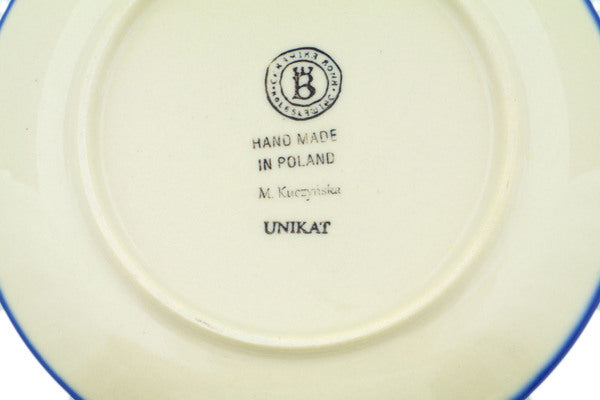 B
HAND MADE
IN POLAND
M. Kuczyńska
UNIKAT